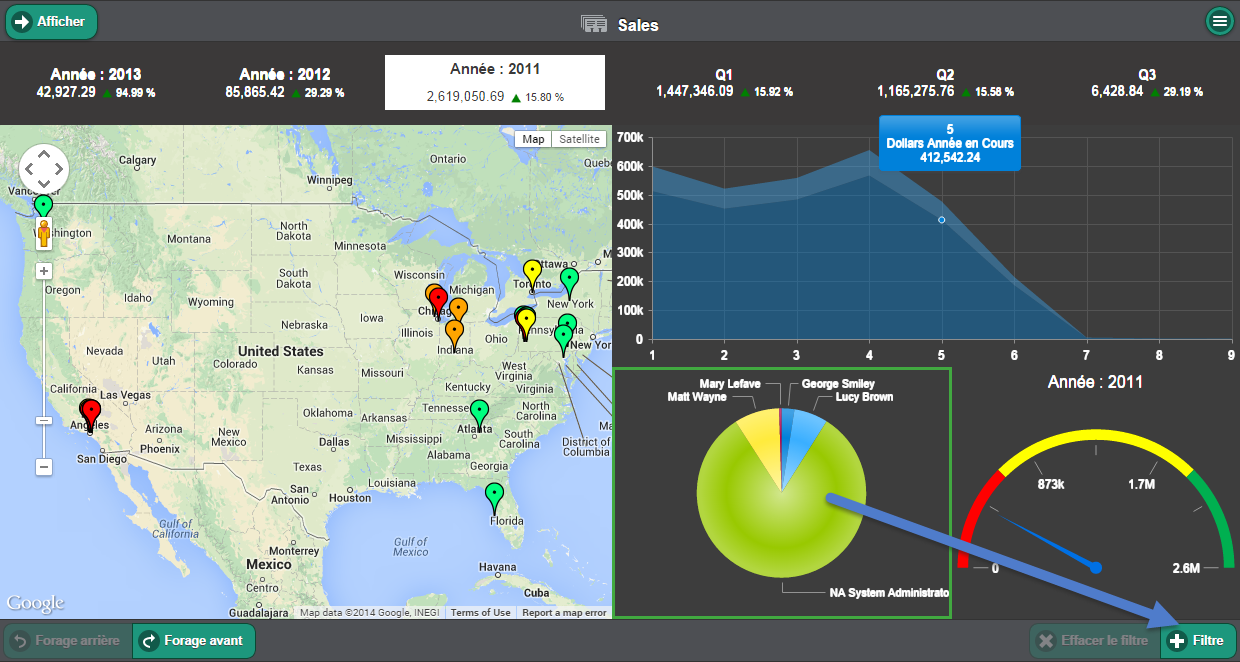 Afficher
Sales
Année : 2013
42,927.29 94.99 %
Année : 2012
85,865.42 29.29 %
Année : 2011
2,619,050.69 15.80 %
Q1
1,447,346.09 15.92 %
Q2
1,165,275.76 15.58 %
Q3
6,428.84 29.19 %
Map Satellite
Calgary
Ontario
Quebe
Winnipeg
Montana
North
Dakota
Minnesota
Ottawa
Wisconsin
South
Dakota
Michigan
Toronto
Oregon
Idaho
Wyoming
New York
Iowa
Illinois
Nebraska
Ohio
Indiana
New Yor
United States
Nevada
Utah
Colorado
Kansas
Missouri
West
Virginia
Kentucky
Virginia
California
Las Vegas
Oklahoma
Arkansas
Tennessee
North
Carolina
Arizona
New
Mexico
Atlanta
South
Carolina
Mississippi
Dallas
Phoenix
District of
Columbia
San Diego
Alabama
Georgia
Texas
Louisiana
San
Antonio
Houston
Florida
Gulf of
California
Monterrey
Gulf of
Mexico
Mexico
Havana
Centro
Cuba
Guadalajara
Google
Map data ©2014 Google, INEGI Terms of Use Report a map error
5
Dollars Année en Cours
412,542.24
700k
600k
500k
400k
300k
200k
100k
0
1 2 3 4 5 6 7 8 9
Mary Lefave
George Smiley
Matt Wayne
Lucy Brown
NA System Administrato
Année : 2011
873k
1.7M
0
2.6M
Forage arrière
Forage avant
Effacer le filtre
Filtre